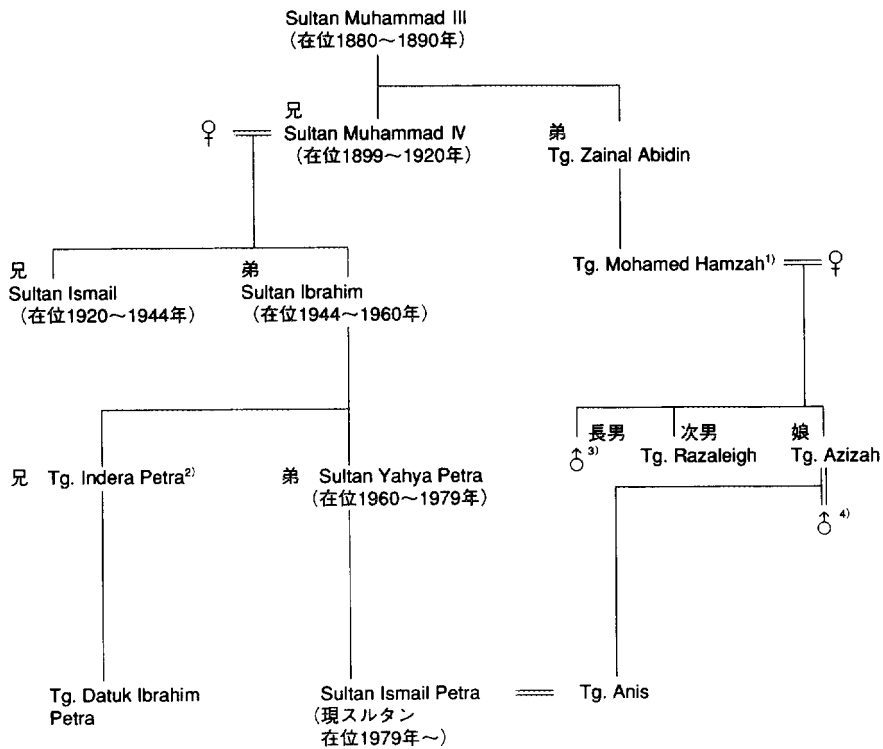 Sultan Muhammad III
(在位1880〜1890年)
兄
♀
Sultan Muhammad IV
(在位1899〜1920年)
弟
Tg. Zainal Abidin
兄
Sultan Ismail
(在位1920〜1944年)
弟
Sultan Ibrahim
(在位1944〜1960年)
Tg. Mohamed Hamzah1)
♀
長男
♂3)
次男
Tg. Razaleigh
娘
Tg. Azizah
♂4)
兄 Tg. Indera Petra2)
弟 Sultan Yahya Petra
(在位1960〜1979年)
Tg. Datuk Ibrahim
Petra
Sultan Ismail Petra
(現スルタン
在位1979年〜)
Tg. Anis